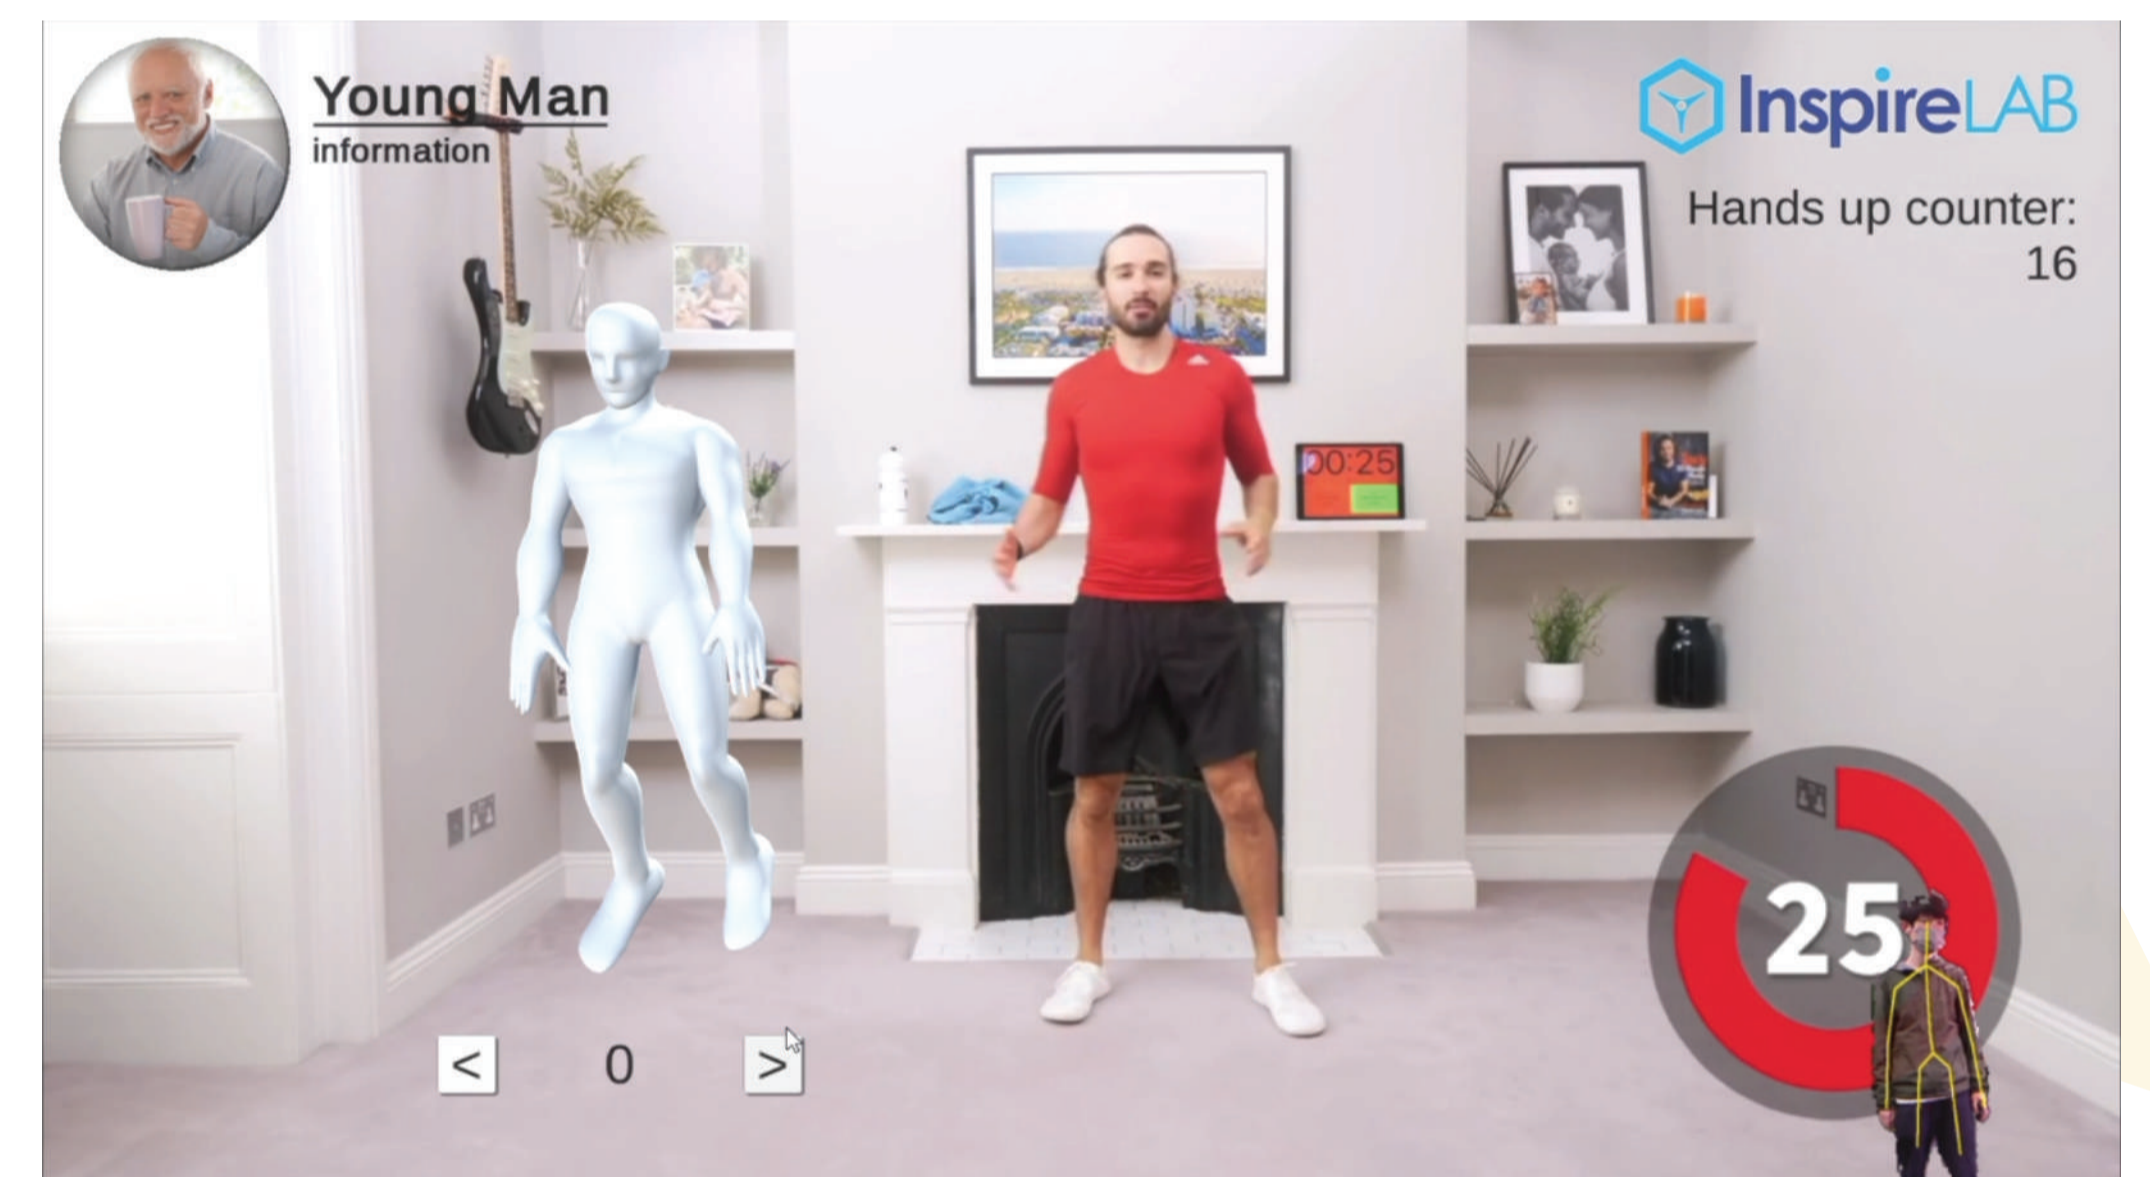 Young Man
information
InspireLAB
Hands up counter:
16
00:25
25
<
0
>